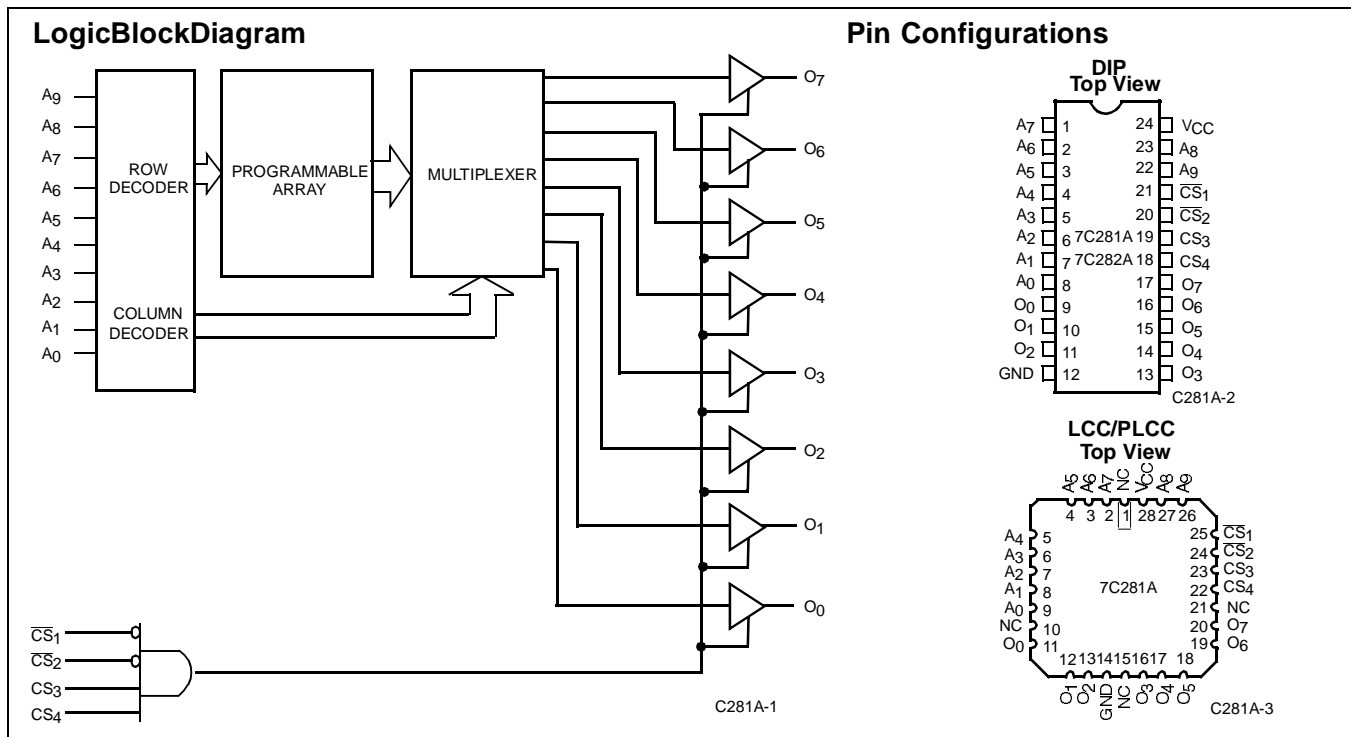 LogicBlockDiagram
A9
A8
A7
A6
A5
A4
A3
A2
A1
A0
ROW
DECODER
COLUMN
DECODER
PROGRAMMABLE
ARRAY
MULTIPLEXER
O7
O6
O5
O4
O3
O2
O1
O0
CS1
CS2
CS3
CS4
C281A-1
Pin Configurations
DIP
Top View
A7 1 24 VCC
A6 2 23 A8
A5 3 22 A9
A4 4 21 CS1
A3 5 20 CS2
A2 6 7C281A 19 CS3
A1 7 7C282A 18 CS4
A0 8 17 O7
O0 9 16 O6
O1 10 15 O5
O2 11 14 O4
GND 12 13 O3
C281A-2
LCC/PLCC
Top View
A5 A6 A7 NC VCC A8 A9
4 3 2 1 28 27 26
A4 5 25 CS1
A3 6 24 CS2
A2 7 23 CS3
A1 8 7C281A 22 CS4
A0 9 21 NC
NC 10 20 O7
O0 11 19 O6
12 13 14 15 16 17 18
O1 O2 GND NC O3 O4 O5
C281A-3